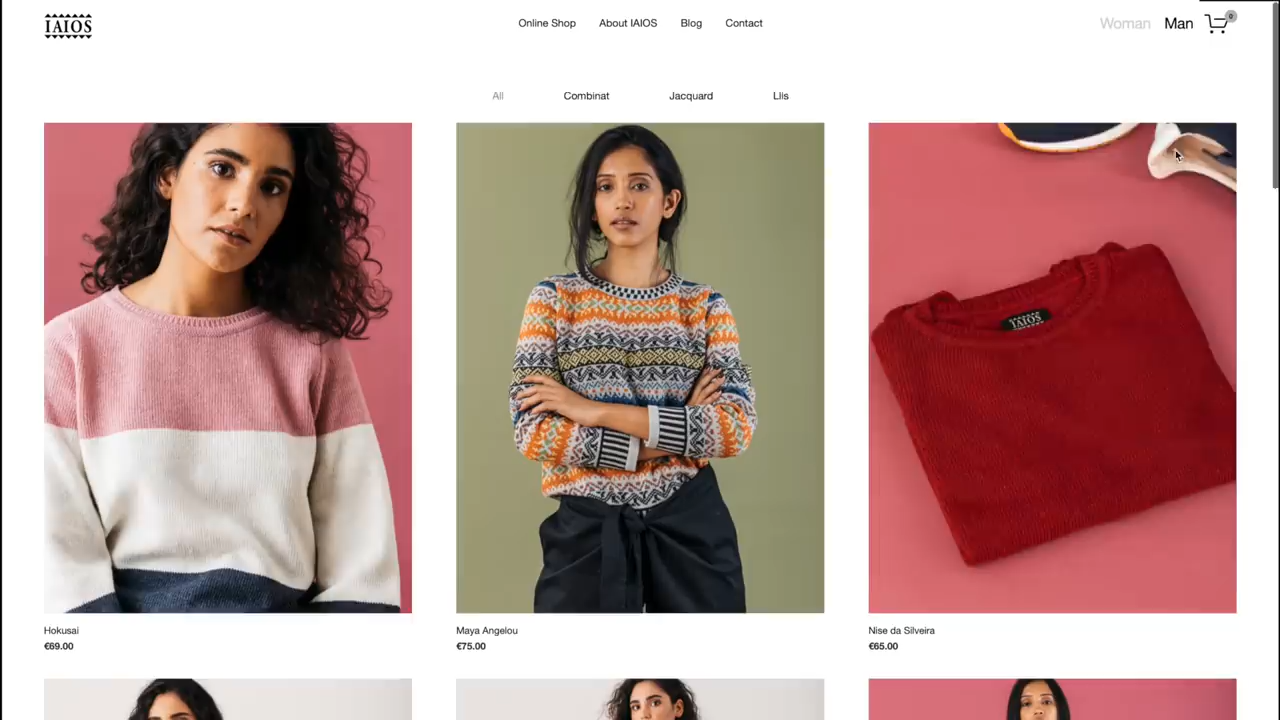 IAIOS
Online Shop About IAIOS Blog Contact
Woman Man 0
All Combinat Jacquard Llis
IAIOS
Hokusai
€69.00
Maya Angelou
€75.00
Nise da Silveira
€65.00